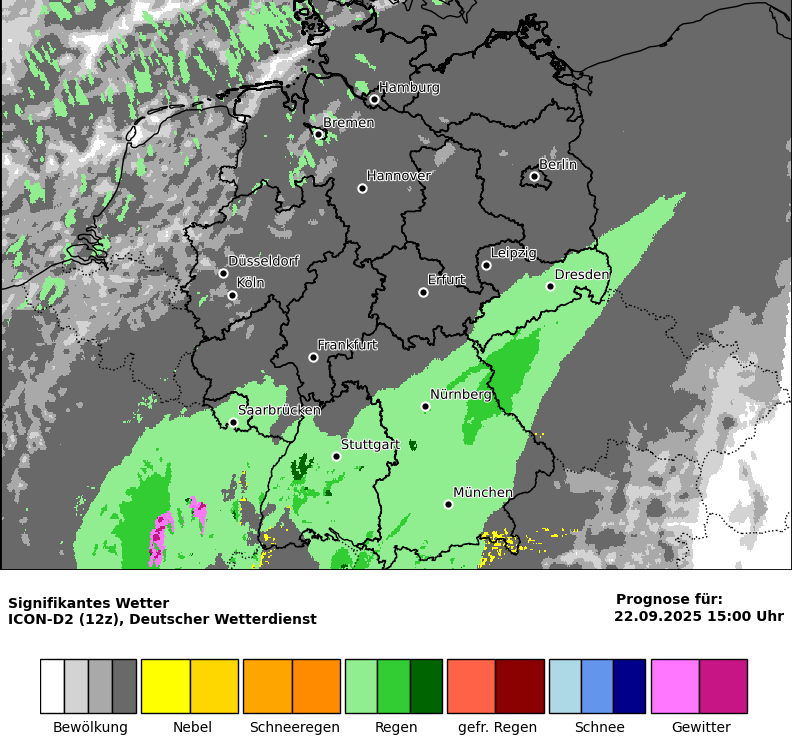 Hamburg
Bremen
Berlin
Hannover
Leipzig
Düsseldorf
Dresden
Köln
Erfurt
Frankfurt
Nürnberg
Saarbrücken
Stuttgart
München
Signifikantes Wetter
ICON-D2 (12z), Deutscher Wetterdienst
Prognose für:
22.09.2025 15:00 Uhr
Bewölkung
Nebel
Schneeregen
Regen
gefr. Regen
Schnee
Gewitter